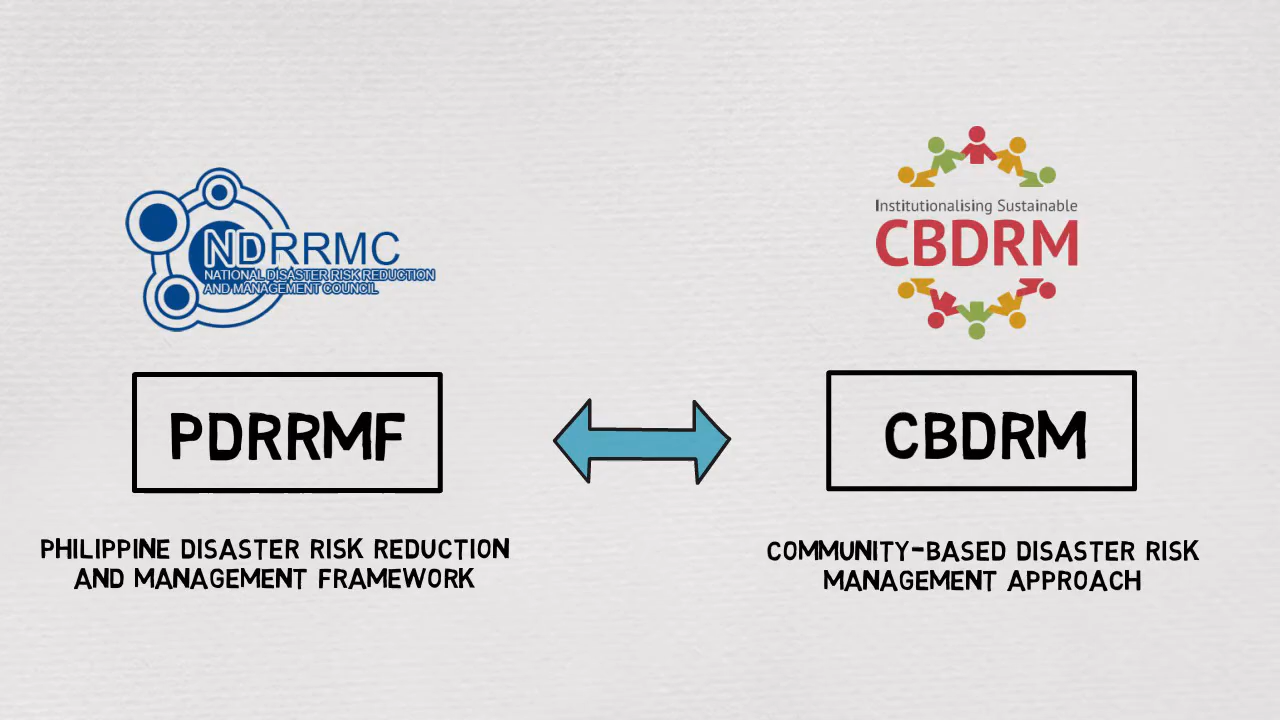 NDRRMC
NATIONAL DISASTER RISK REDUCTION
AND MANAGEMENT COUNCIL
PDRRMF
PHILIPPINE DISASTER RISK REDUCTION
AND MANAGEMENT FRAMEWORK
Institutionalising Sustainable
CBDRM
CBDRM
COMMUNITY-BASED DISASTER RISK
MANAGEMENT APPROACH